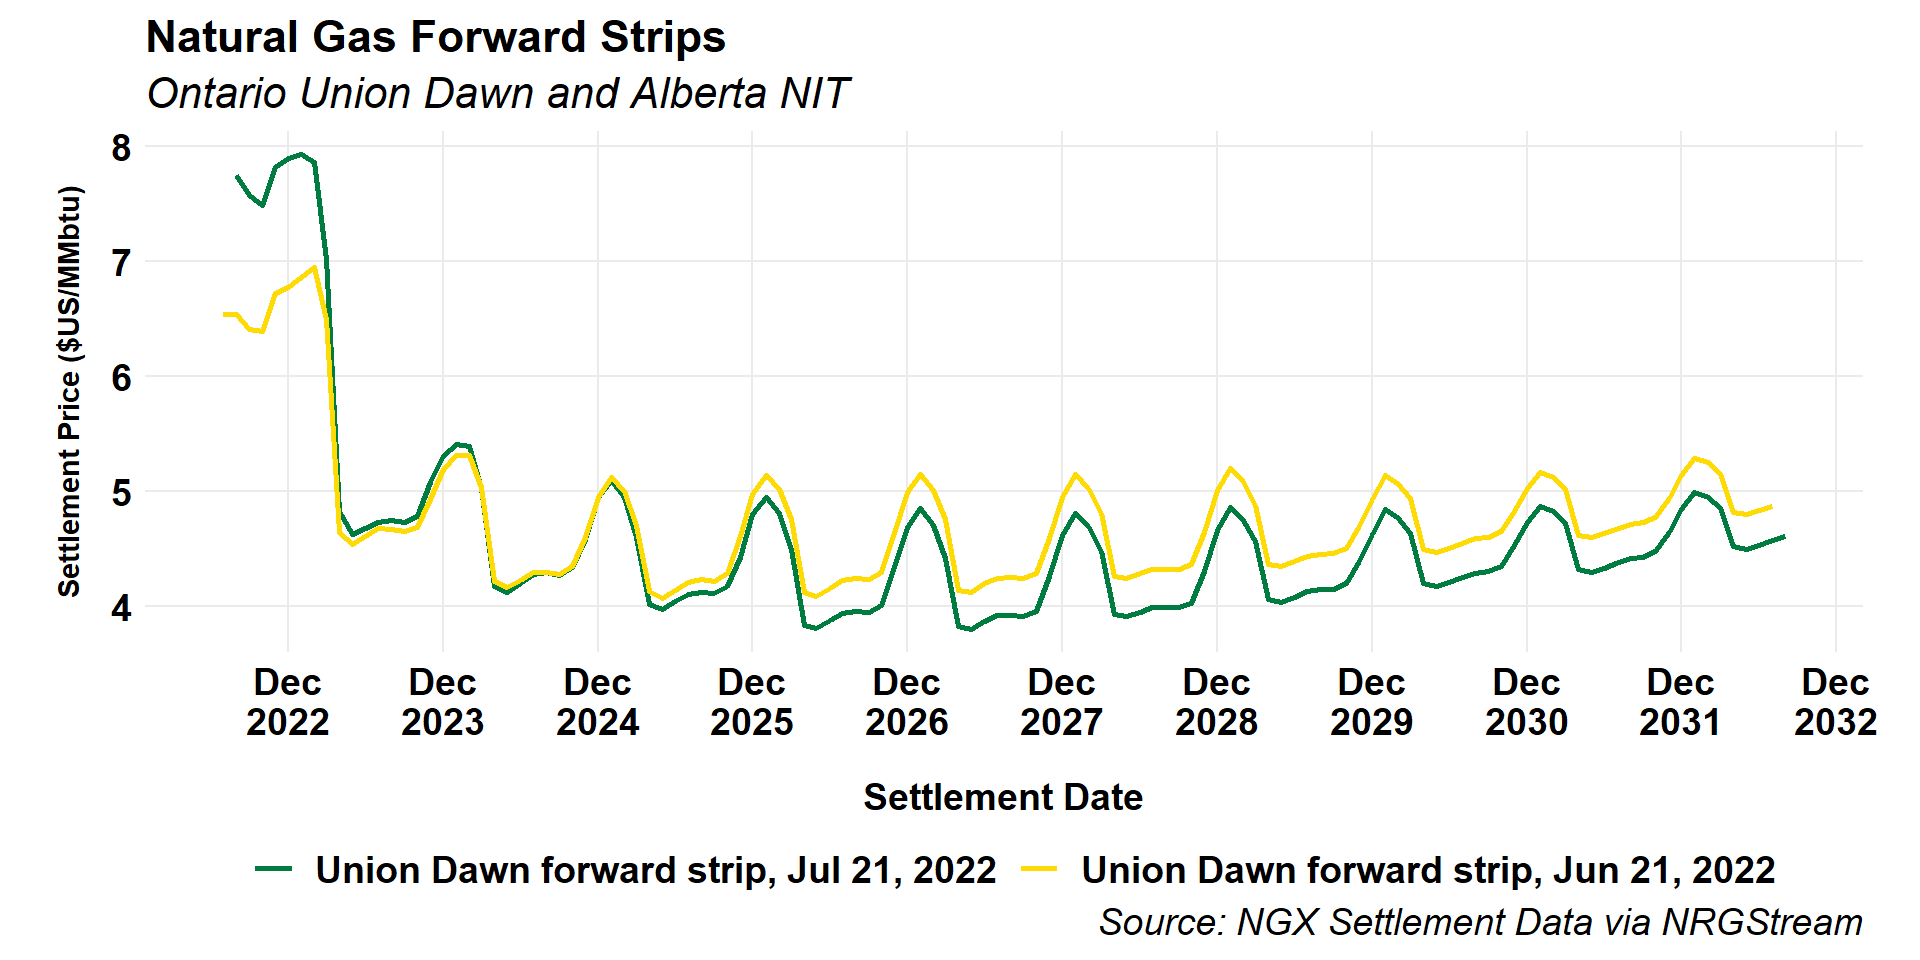 Natural Gas Forward Strips
Ontario Union Dawn and Alberta NIT
Settlement Price ($US/MMbtu)
8
7
6
5
4
Dec Dec Dec Dec Dec Dec Dec Dec Dec Dec Dec
2022 2023 2024 2025 2026 2027 2028 2029 2030 2031 2032
Settlement Date
Union Dawn forward strip, Jul 21, 2022 Union Dawn forward strip, Jun 21, 2022
Source: NGX Settlement Data via NRGStream